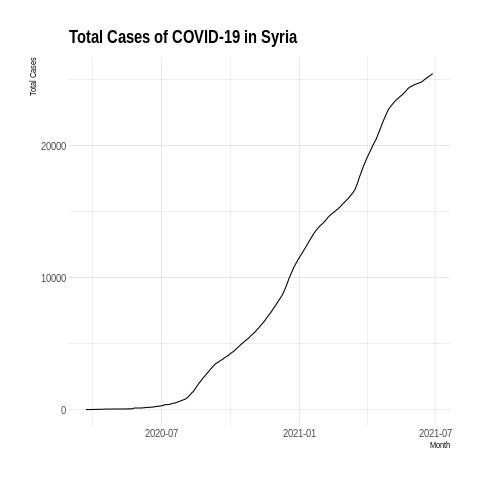 Total Cases of COVID-19 in Syria
Total Cases
20000
10000
0
2020-07
2021-01
2021-07
Month